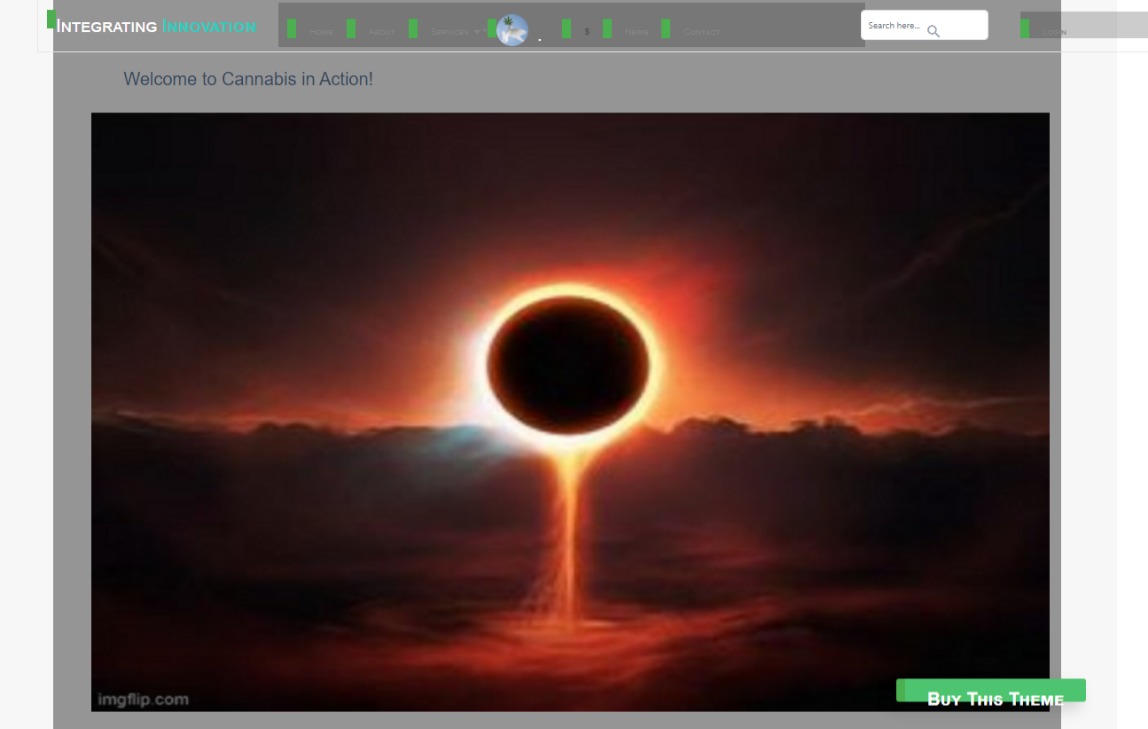 Integrating Innovation
Home About Services . $ News Contact
Search here...
Login
Welcome to Cannabis in Action!
imgflip.com
Buy This Theme